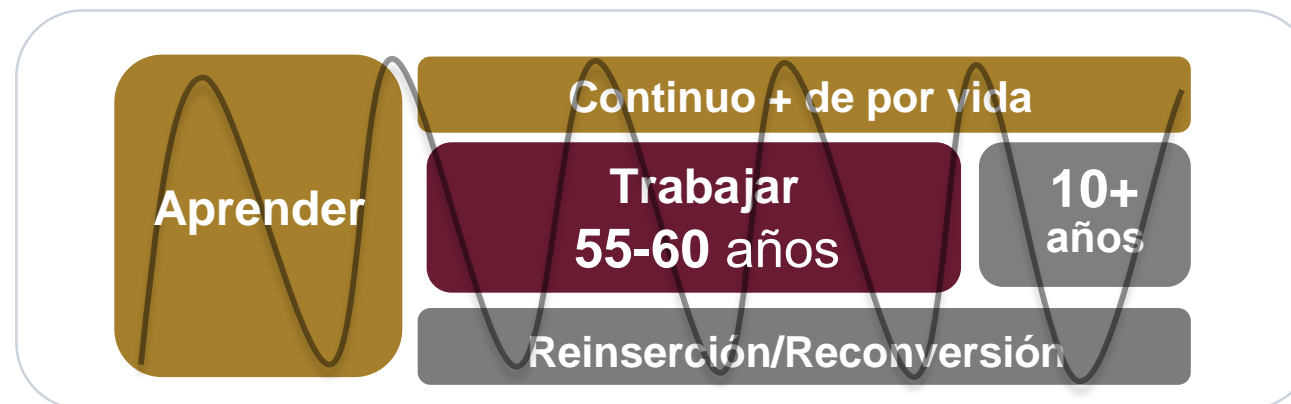 Aprender
Continuo + de por vida
Trabajar
55-60 años
10+
años
Reinserción/Reconversión